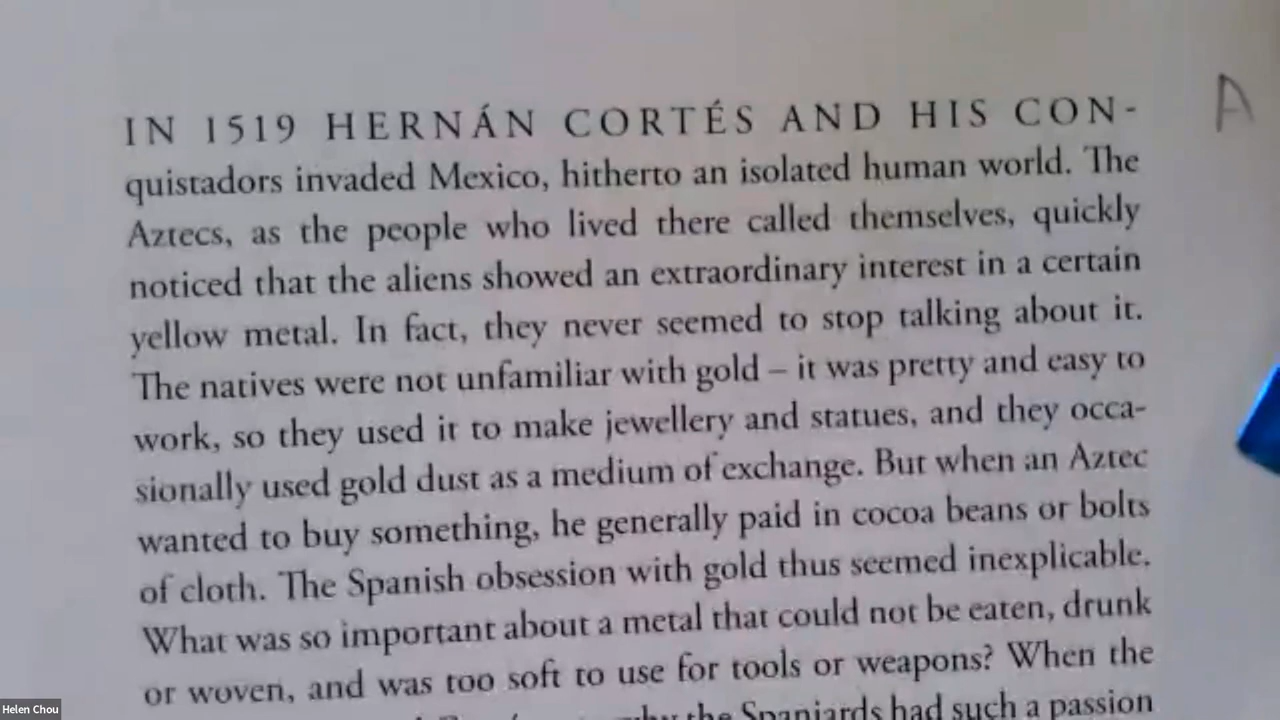 IN 1519 HERNÁN CORTÉS AND HIS CON-
A
quistadors invaded Mexico, hitherto an isolated human world. The
Aztecs, as the people who lived there called themselves, quickly
noticed that the aliens showed an extraordinary interest in a certain
yellow metal. In fact, they never seemed to stop talking about it.
The natives were not unfamiliar with gold – it was pretty and easy to
work, so they used it to make jewellery and statues, and they occa-
sionally used gold dust as a medium of exchange. But when an Aztec
wanted to buy something, he generally paid in cocoa beans or bolts
of cloth. The Spanish obsession with gold thus seemed inexplicable.
What was so important about a metal that could not be eaten, drunk
or woven, and was too soft to use for tools or weapons? When the
the Spaniards had such a passion
Helen Chou